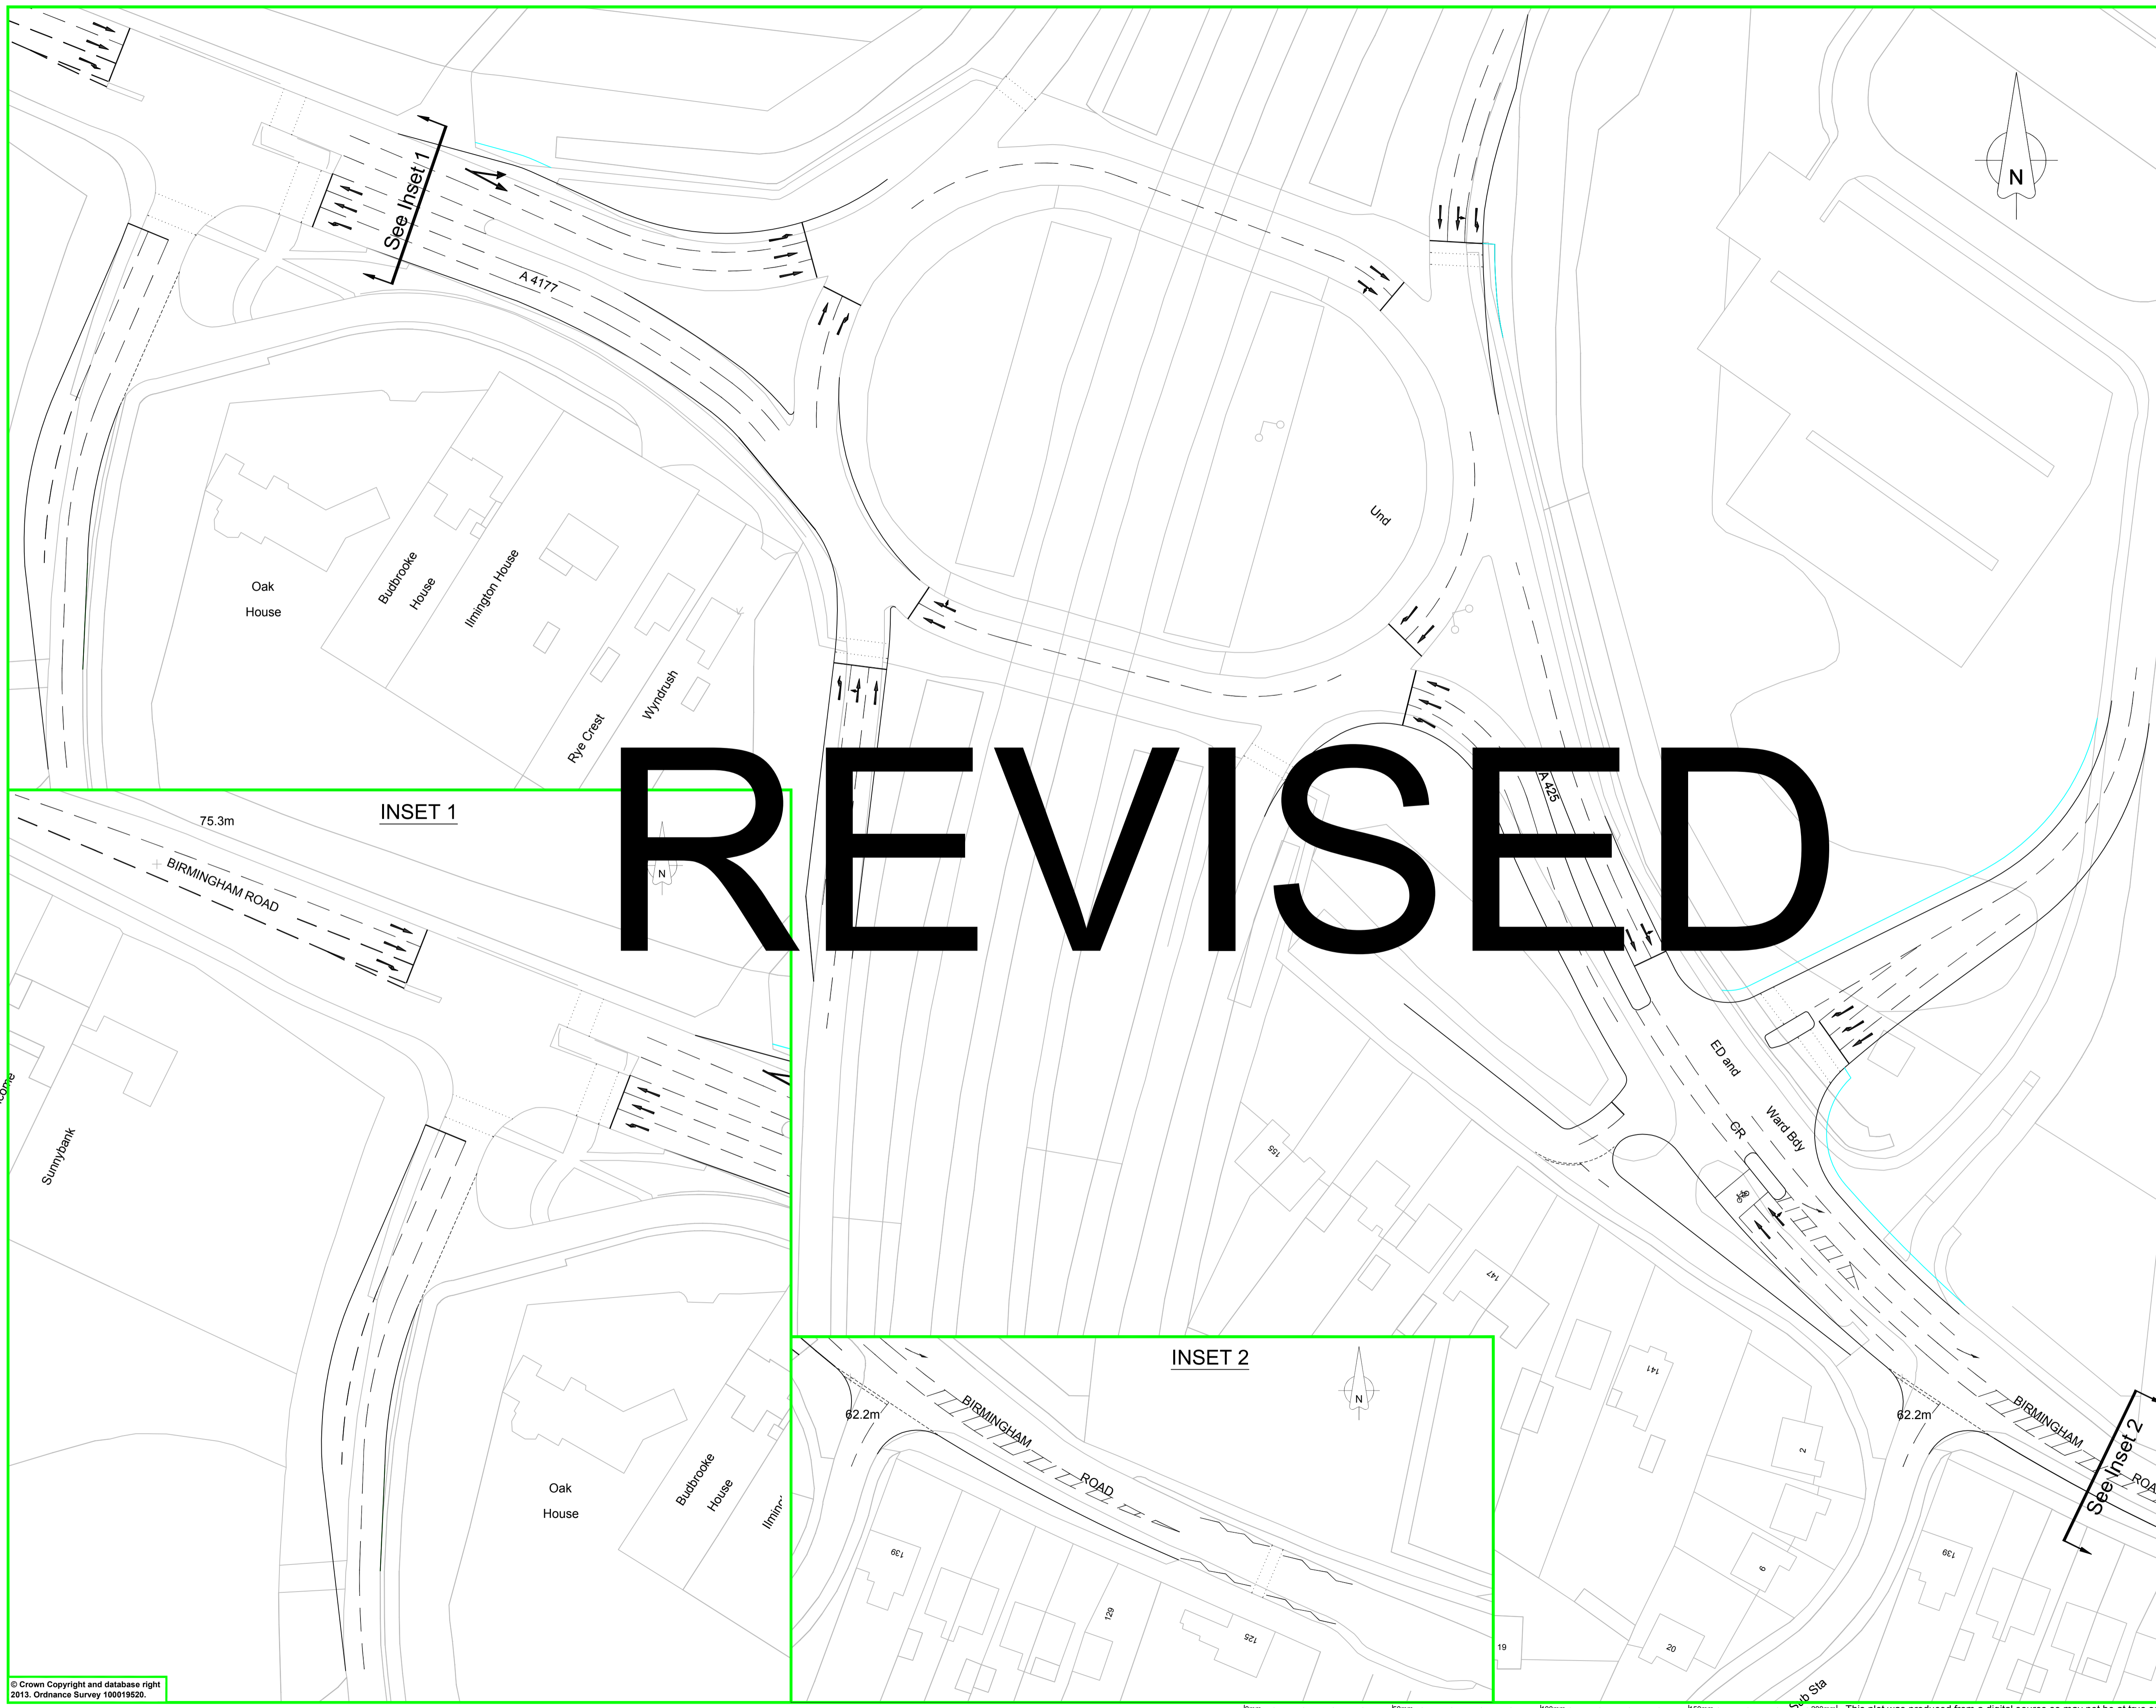 See Inset 1
A 4177
N
Und
Oak
House
Budbrooke
House
Ilmington House
Rye Crest
Wyndrush
REVISED
A 425
INSET 1
75.3m
BIRMINGHAM ROAD
N
Sunnybank
Oak
House
Budbrooke
House
ED and
Ward Bdy
CR
155
147
141
2
6
20
19
139
62.2m
BIRMINGHAM
See Inset 2
INSET 2
N
62.2m
BIRMINGHAM
ROAD
139
129
125
Sub Sta
© Crown Copyright and database right
2013. Ordnance Survey 100019520.